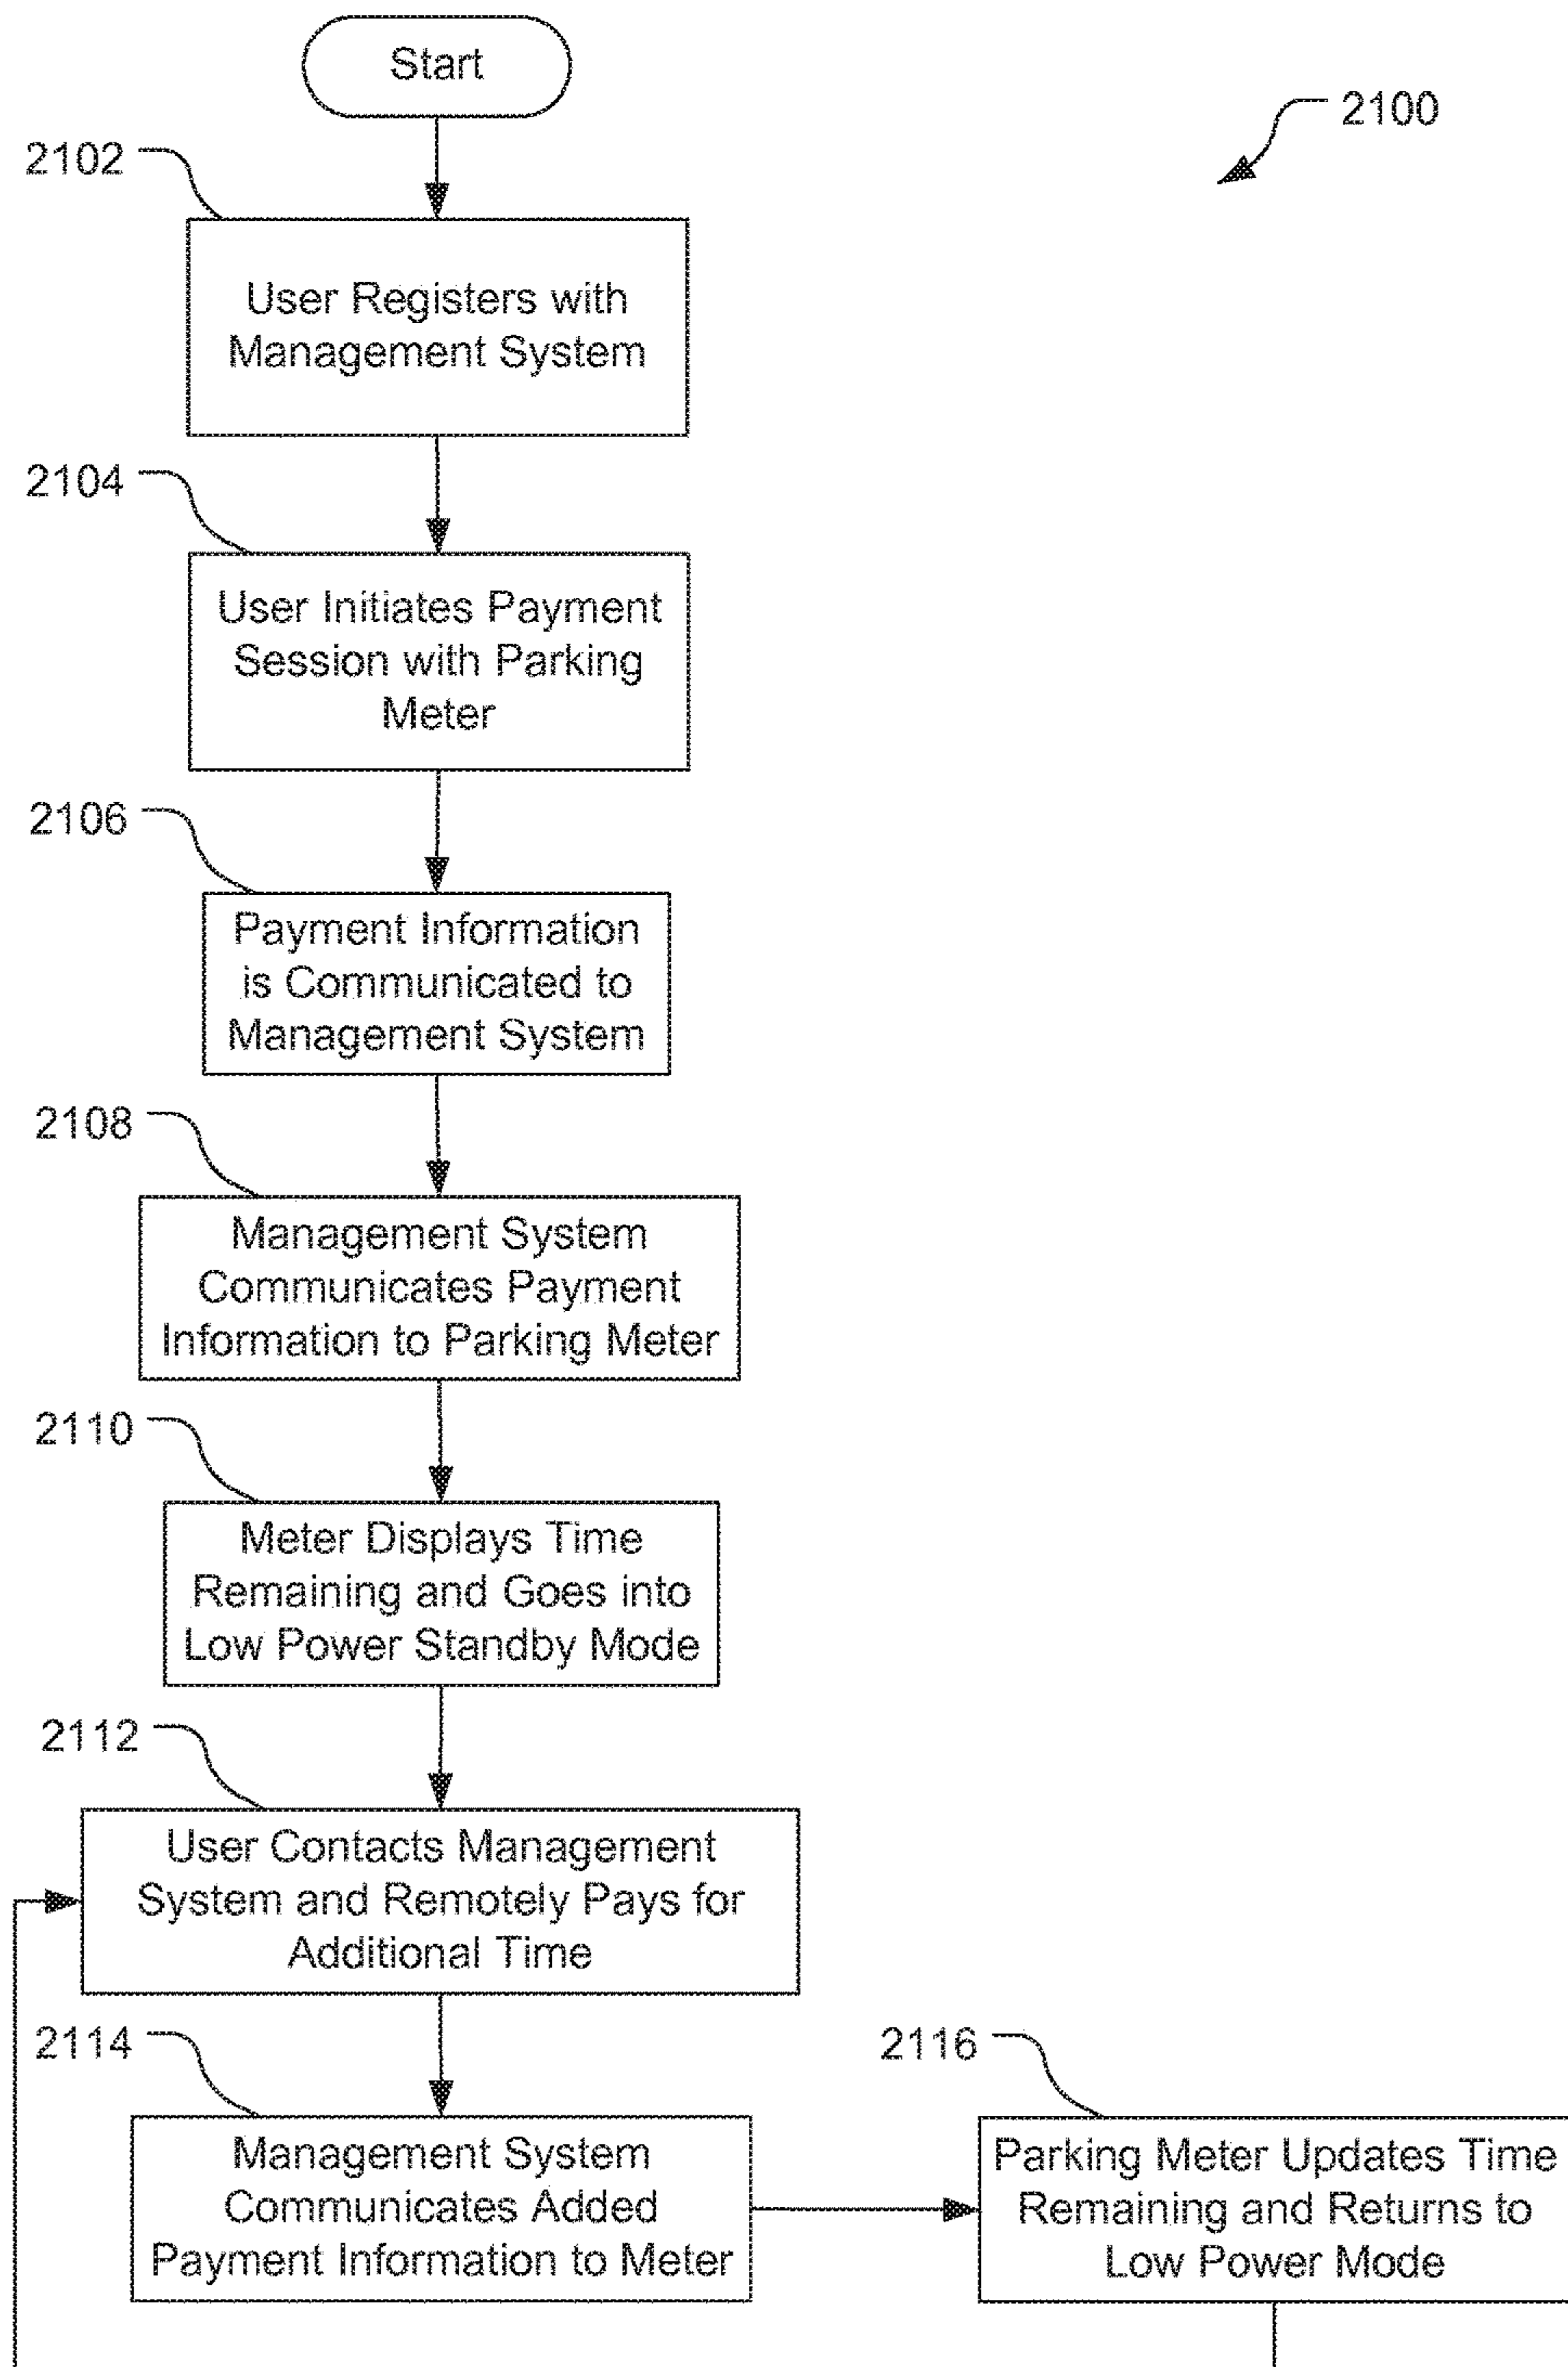 Start
2100
2102
User Registers with
Management System
2104
User Initiates Payment
Session with Parking
Meter
2106
Payment Information
is Communicated to
Management System
2108
Management System
Communicates Payment
Information to Parking Meter
2110
Meter Displays Time
Remaining and Goes into
Low Power Standby Mode
2112
User Contacts Management
System and Remotely Pays for
Additional Time
2114
Management System
Communicates Added
Payment Information to Meter
2116
Parking Meter Updates Time
Remaining and Returns to
Low Power Mode